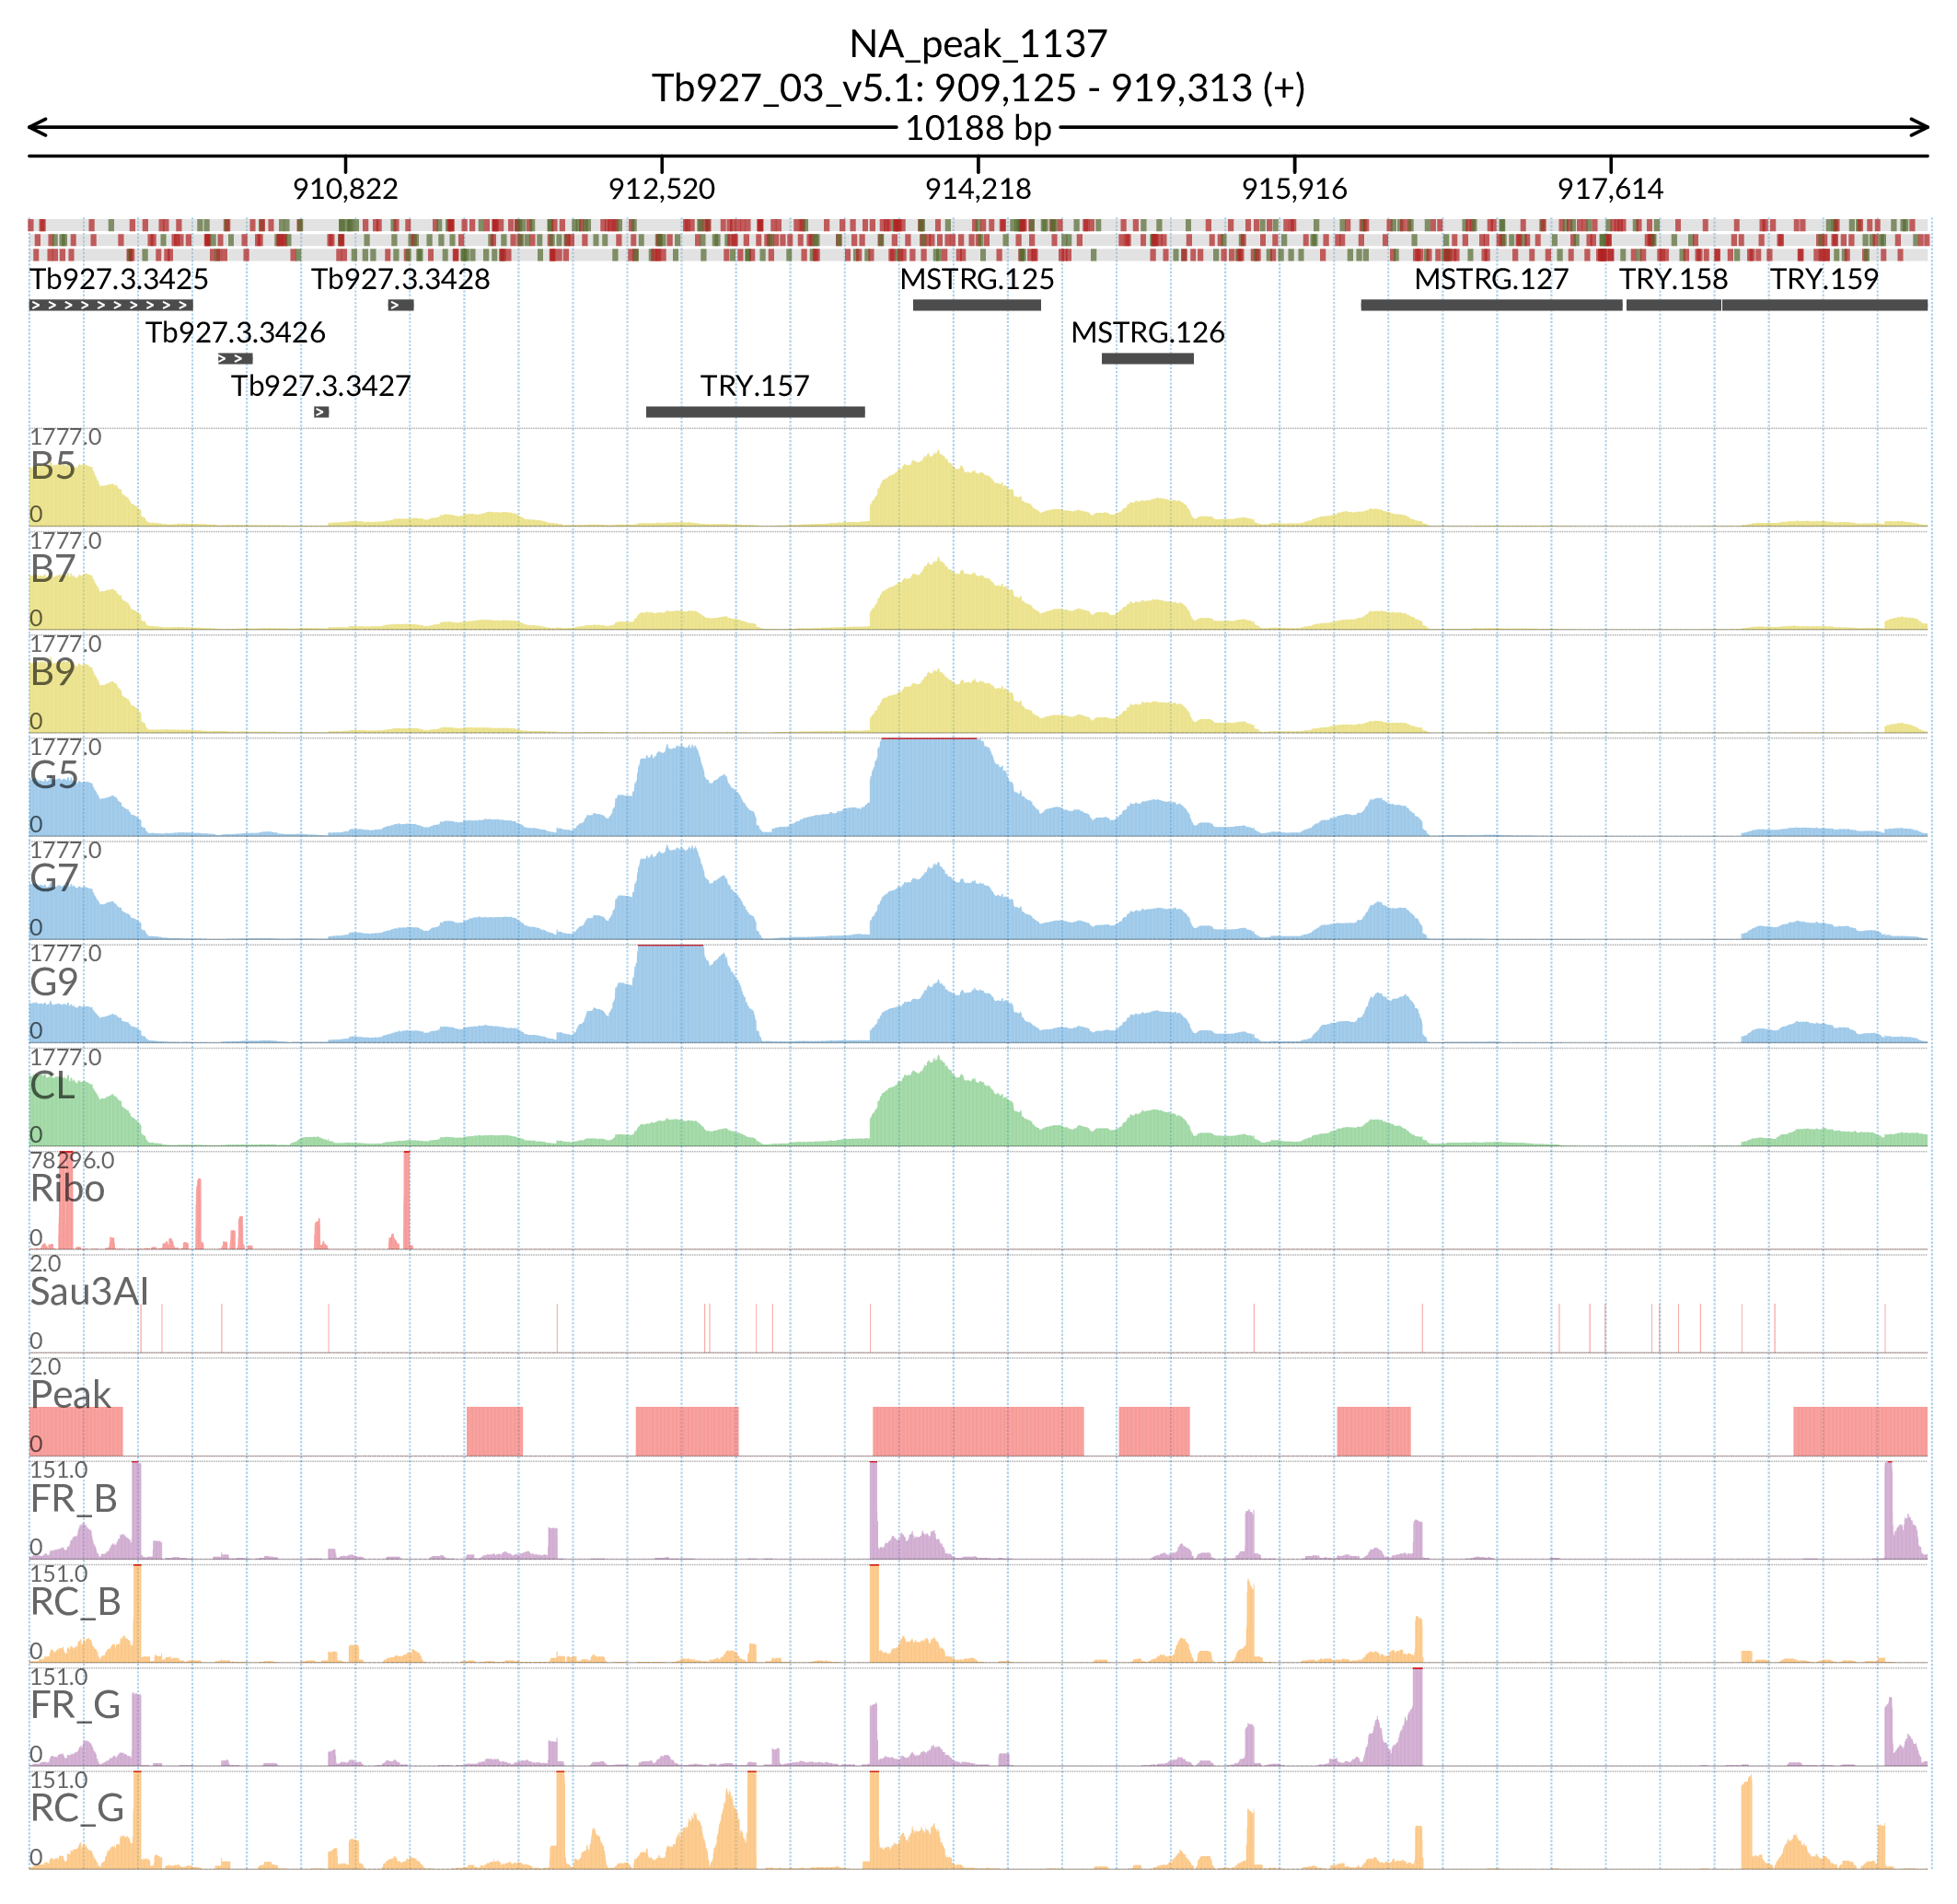 NA_peak_1137
Tb927_03_v5.1: 909,125 - 919,313 (+)
10188 bp
910,822 912,520 914,218 915,916 917,614
Tb927.3.3425 Tb927.3.3428 MSTRG.125 MSTRG.127 TRY.158 TRY.159
Tb927.3.3426 MSTRG.126
Tb927.3.3427 TRY.157
1777.0
B5
0
1777.0
B7
0
1777.0
B9
0
1777.0
G5
0
1777.0
G7
0
1777.0
G9
0
1777.0
CL
0
78296.0
Ribo
0
2.0
Sau3AI
0
2.0
Peak
0
151.0
FR_B
0
151.0
RC_B
0
151.0
FR_G
0
151.0
RC_G
0